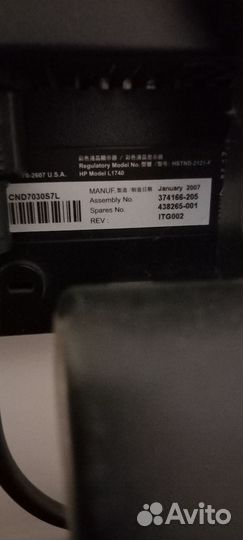 彩色液晶顯示器 / 彩色液晶显示器
Regulatory Model No. 型號 /型号: HSTND-2121-F
70-2607 U.S.A.
HP Model L1740
CND7030S7L
MANUF. 製造 /制造日期 January 2007
Assembly No. 374166-205
Spares No. 438265-001
REV : ITG002
Avito